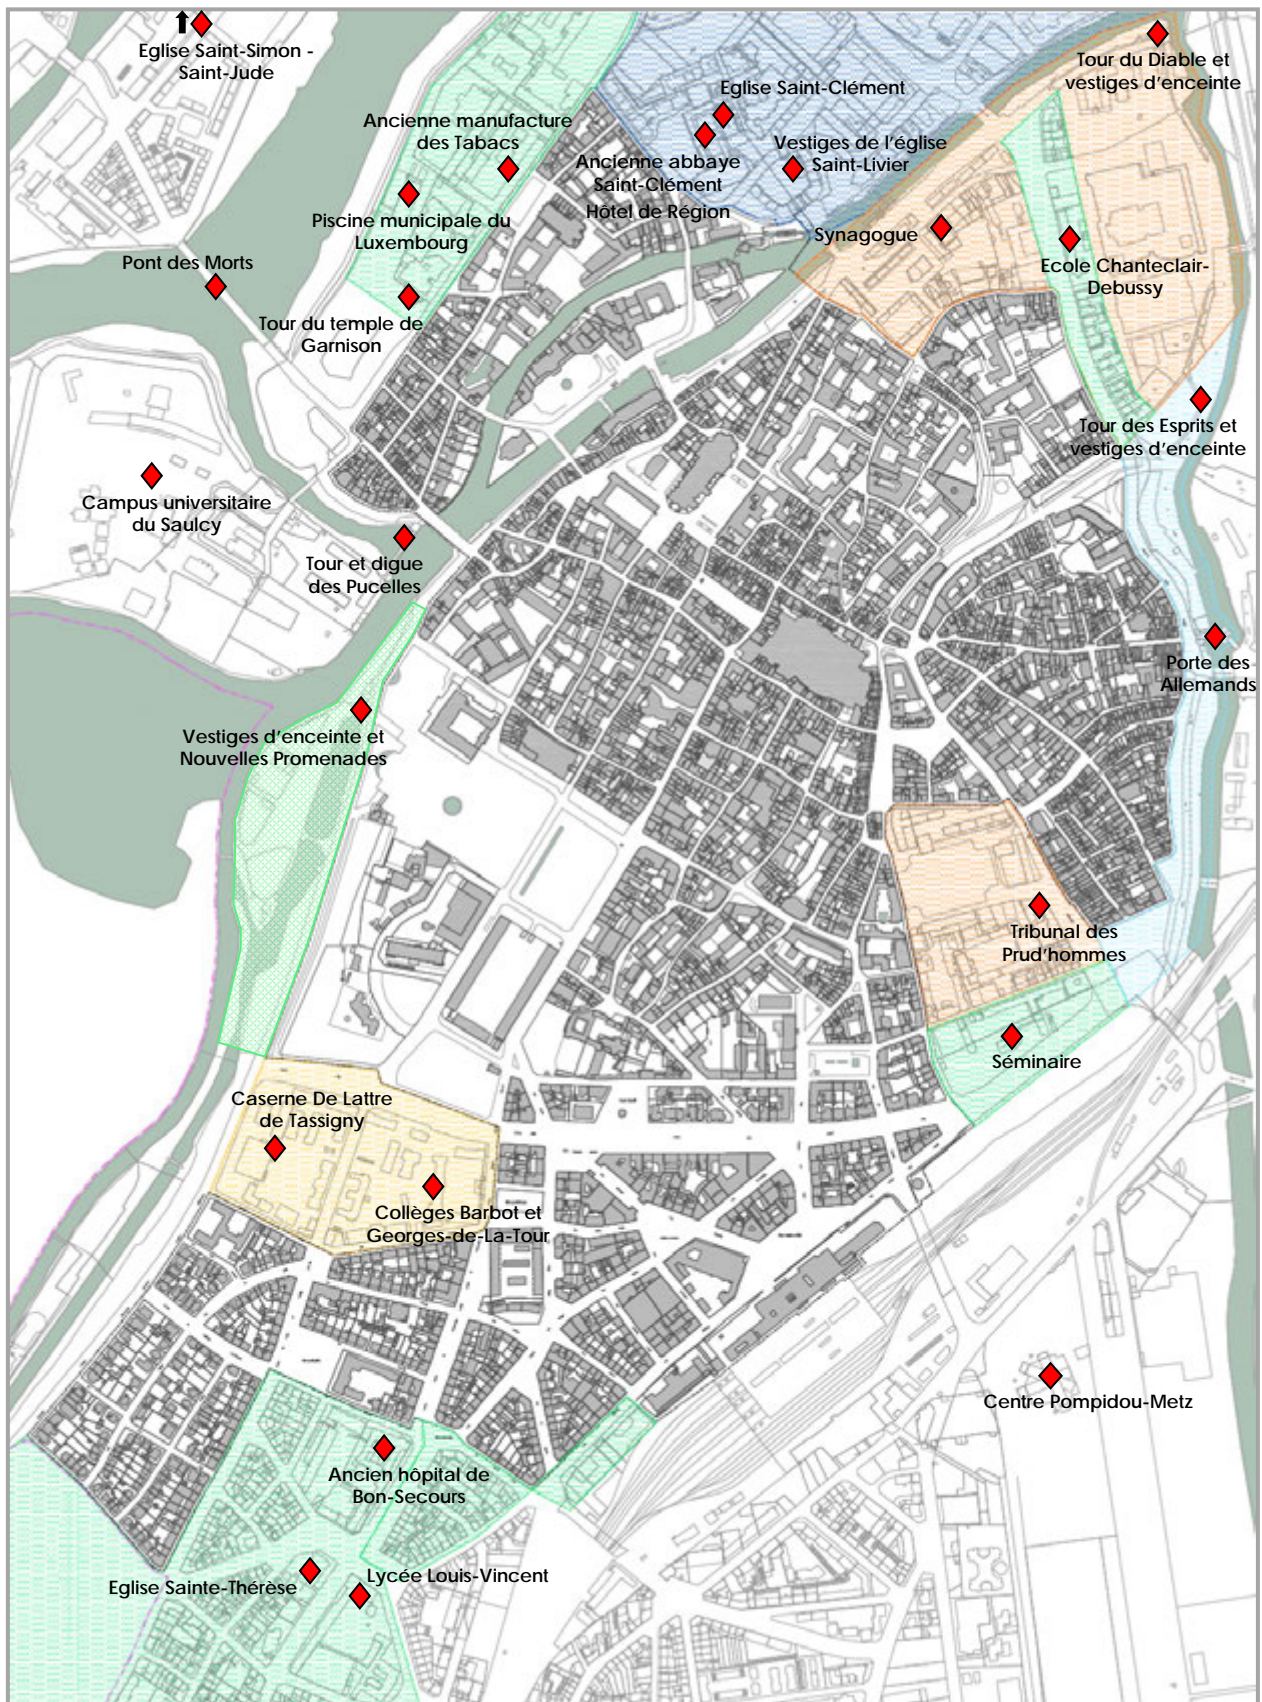 Eglise Saint-Simon -
Saint-Jude
Tour du Diable et
vestiges d'enceinte
Eglise Saint-Clément
Ancienne manufacture
des Tabacs
Ancienne abbaye
Saint-Clément
Hôtel de Région
Vestiges de l'église
Saint-Livier
Piscine municipale du
Luxembourg
Synagogue
Ecole Chanteclair-
Debussy
Pont des Morts
Tour du temple de
Garnison
Tour des Esprits et
vestiges d'enceinte
Campus universitaire
du Saulcy
Tour et digue
des Pucelles
Porte des
Allemands
Vestiges d'enceinte et
Nouvelles Promenades
Tribunal des
Prud'hommes
Séminaire
Caserne De Lattre
de Tassigny
Collèges Barbot et
Georges-de-La-Tour
Centre Pompidou-Metz
Ancien hôpital de
Bon-Secours
Eglise Sainte-Thérèse
Lycée Louis-Vincent